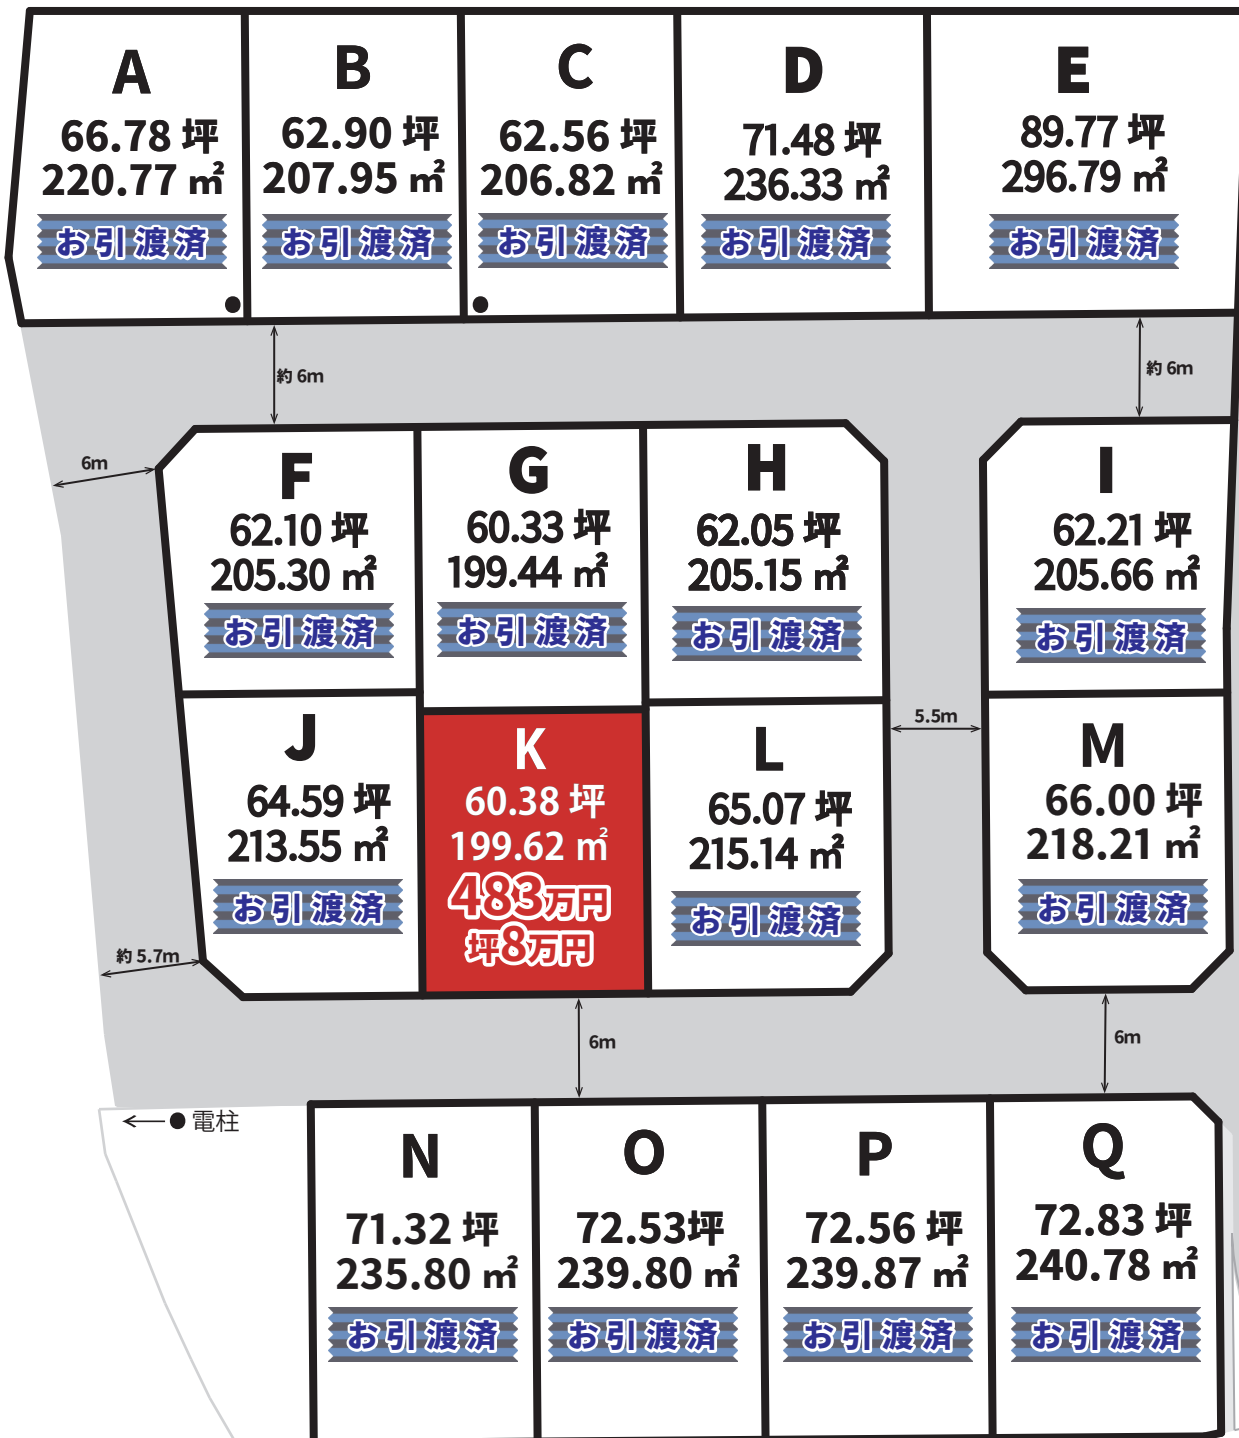 A
66.78 坪
220.77 ㎡
お引渡済
B
62.90 坪
207.95 ㎡
お引渡済
C
62.56 坪
206.82 ㎡
お引渡済
D
71.48 坪
236.33 ㎡
お引渡済
E
89.77 坪
296.79 ㎡
お引渡済
約 6m
約 6m
6m
F
62.10 坪
205.30 ㎡
お引渡済
G
60.33 坪
199.44 ㎡
お引渡済
H
62.05 坪
205.15 ㎡
お引渡済
I
62.21 坪
205.66 ㎡
お引渡済
J
64.59 坪
213.55 ㎡
お引渡済
K
60.38 坪
199.62 ㎡
483万円
坪8万円
L
65.07 坪
215.14 ㎡
お引渡済
5.5m
M
66.00 坪
218.21 ㎡
お引渡済
約 5.7m
6m
6m
電柱
N
71.32 坪
235.80 ㎡
お引渡済
O
72.53坪
239.80 ㎡
お引渡済
P
72.56 坪
239.87 ㎡
お引渡済
Q
72.83 坪
240.78 ㎡
お引渡済